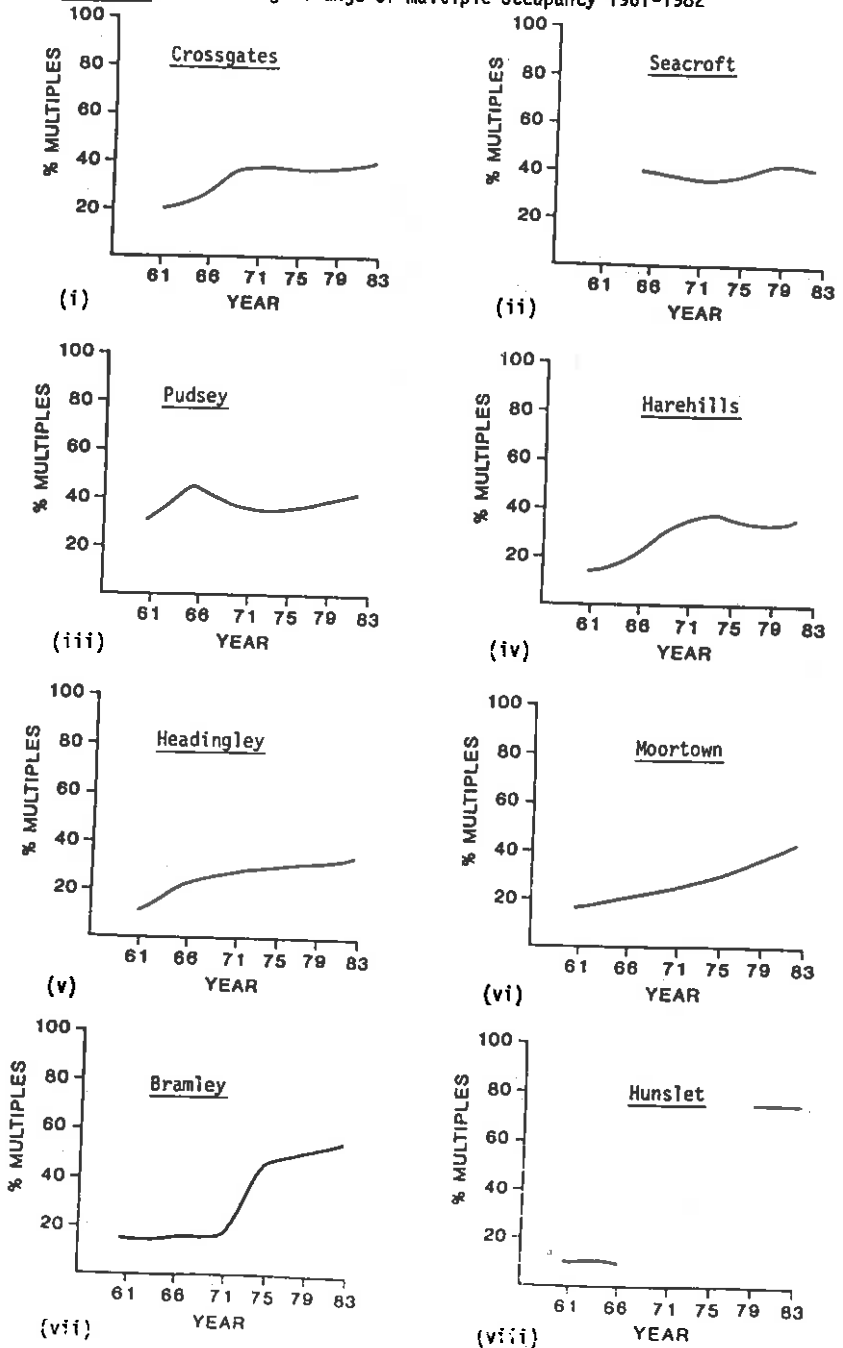 of multiple occupancy 1961-1982
Crossgates
% MULTIPLES
100
80
60
40
20
61 66 71 75 79 83
YEAR
(i)
Seacroft
% MULTIPLES
100
80
60
40
20
61 66 71 75 79 83
YEAR
(ii)
Pudsey
% MULTIPLES
100
80
60
40
20
61 66 71 75 79 83
YEAR
(iii)
Harehills
% MULTIPLES
100
80
60
40
20
61 66 71 75 79 83
YEAR
(iv)
Headingley
% MULTIPLES
100
80
60
40
20
61 66 71 75 79 83
YEAR
(v)
Moortown
% MULTIPLES
100
80
60
40
20
61 66 71 75 79 83
YEAR
(vi)
Bramley
% MULTIPLES
100
80
60
40
20
61 66 71 75 79 83
YEAR
(vii)
Hunslet
% MULTIPLES
100
80
60
40
20
61 66 71 75 79 83
YEAR
(viii)